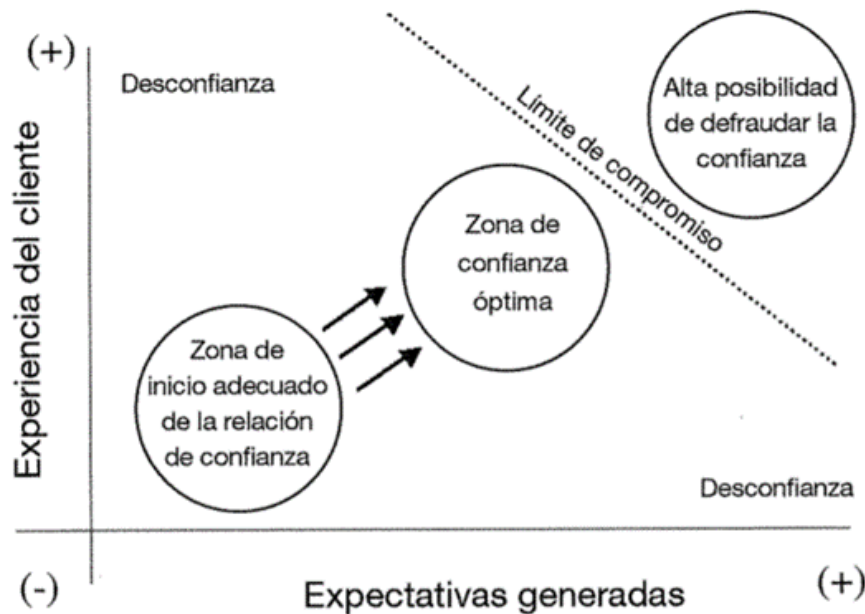 (+)
Desconfianza
Alta posibilidad
de defraudar la
confianza
Límite de compromiso
Experiencia del cliente
Zona de
confianza
óptima
Zona de
inicio adecuado
de la relación
de confianza
Desconfianza
(-)
Expectativas generadas
(+)